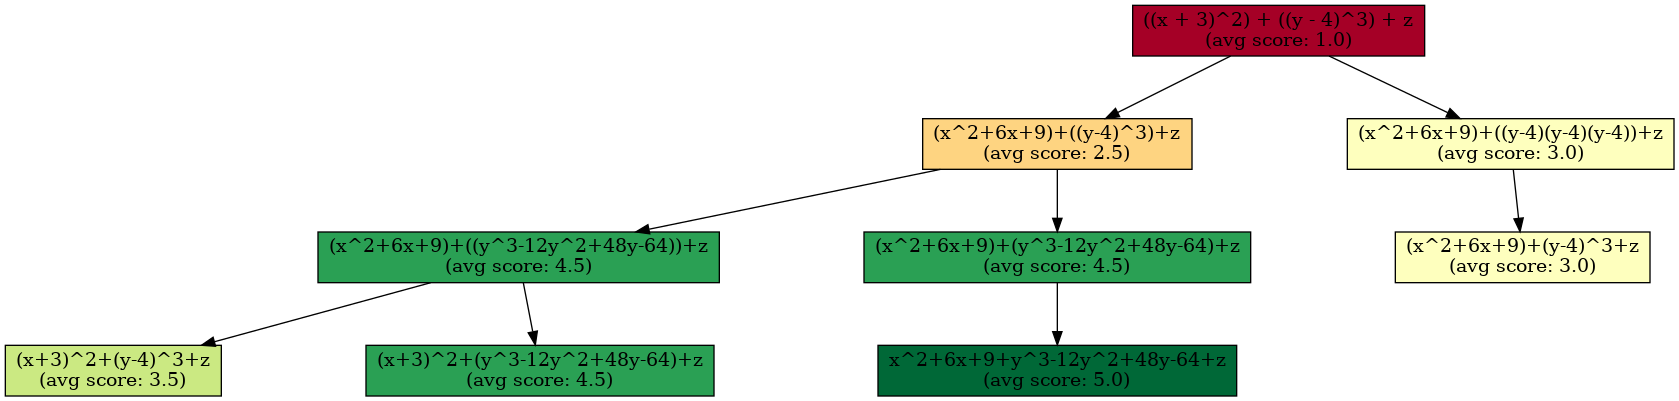 ((x + 3)^2) + ((y - 4)^3) + z
(avg score: 1.0)
(x^2+6x+9)+((y-4)^3)+z
(avg score: 2.5)
(x^2+6x+9)+((y-4)(y-4)(y-4))+z
(avg score: 3.0)
(x^2+6x+9)+((y^3-12y^2+48y-64))+z
(avg score: 4.5)
(x^2+6x+9)+(y^3-12y^2+48y-64)+z
(avg score: 4.5)
(x^2+6x+9)+(y-4)^3+z
(avg score: 3.0)
(x+3)^2+(y-4)^3+z
(avg score: 3.5)
(x+3)^2+(y^3-12y^2+48y-64)+z
(avg score: 4.5)
x^2+6x+9+y^3-12y^2+48y-64+z
(avg score: 5.0)